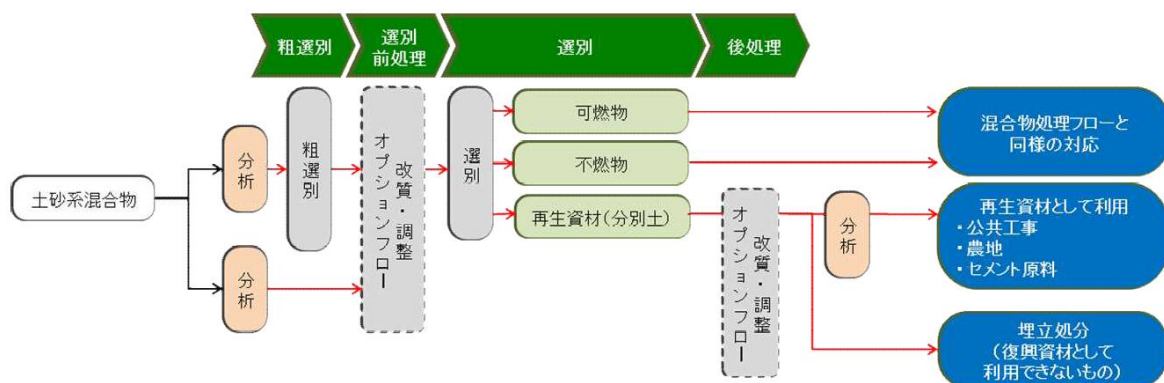 粗選別
選別
前処理
選別
後処理
土砂系混合物
分析
粗選別
分析
改質・調整
オプションフロー
選別
可燃物
不燃物
再生資材(分別土)
改質・調整
オプションフロー
分析
混合物処理フローと
同様の対応
再生資材として利用
・公共工事
・農地
・セメント原料
埋立処分
(復興資材として
利用できないもの)